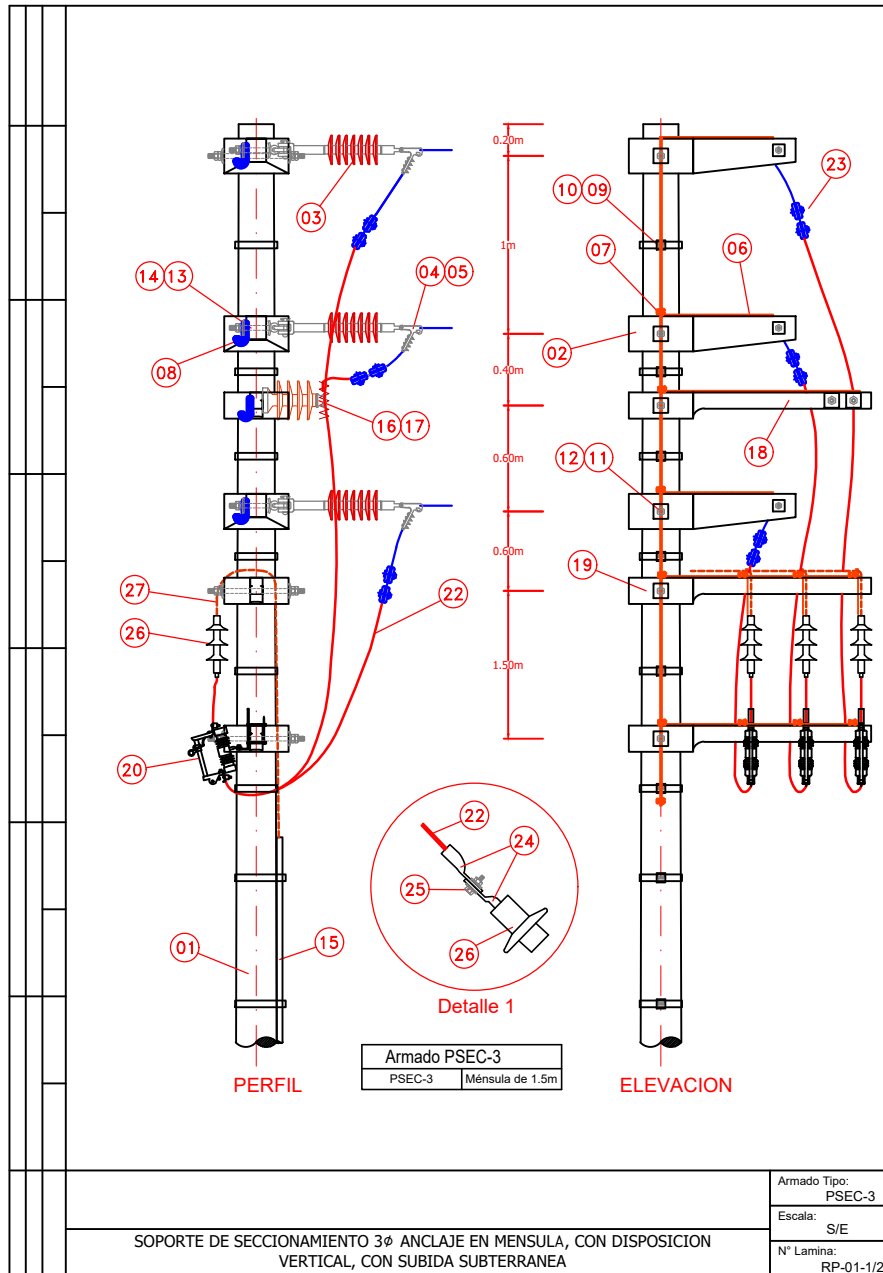 0.20m
03
10 09
23
1m
07
06
14 13
04 05
02
08
0.40m
16 17
18
0.60m
12 11
0.60m
19
27
26
22
1.50m
20
22
24
25
26
01
15
Detalle 1
Armado PSEC-3
PSEC-3 Ménsula de 1.5m
PERFIL
ELEVACION
Armado Tipo:
PSEC-3
Escala:
S/E
N° Lamina:
RP-01-1/2
SOPORTE DE SECCIONAMIENTO 3Ø ANCLAJE EN MENSULA, CON DISPOSICION
VERTICAL, CON SUBIDA SUBTERRANEA